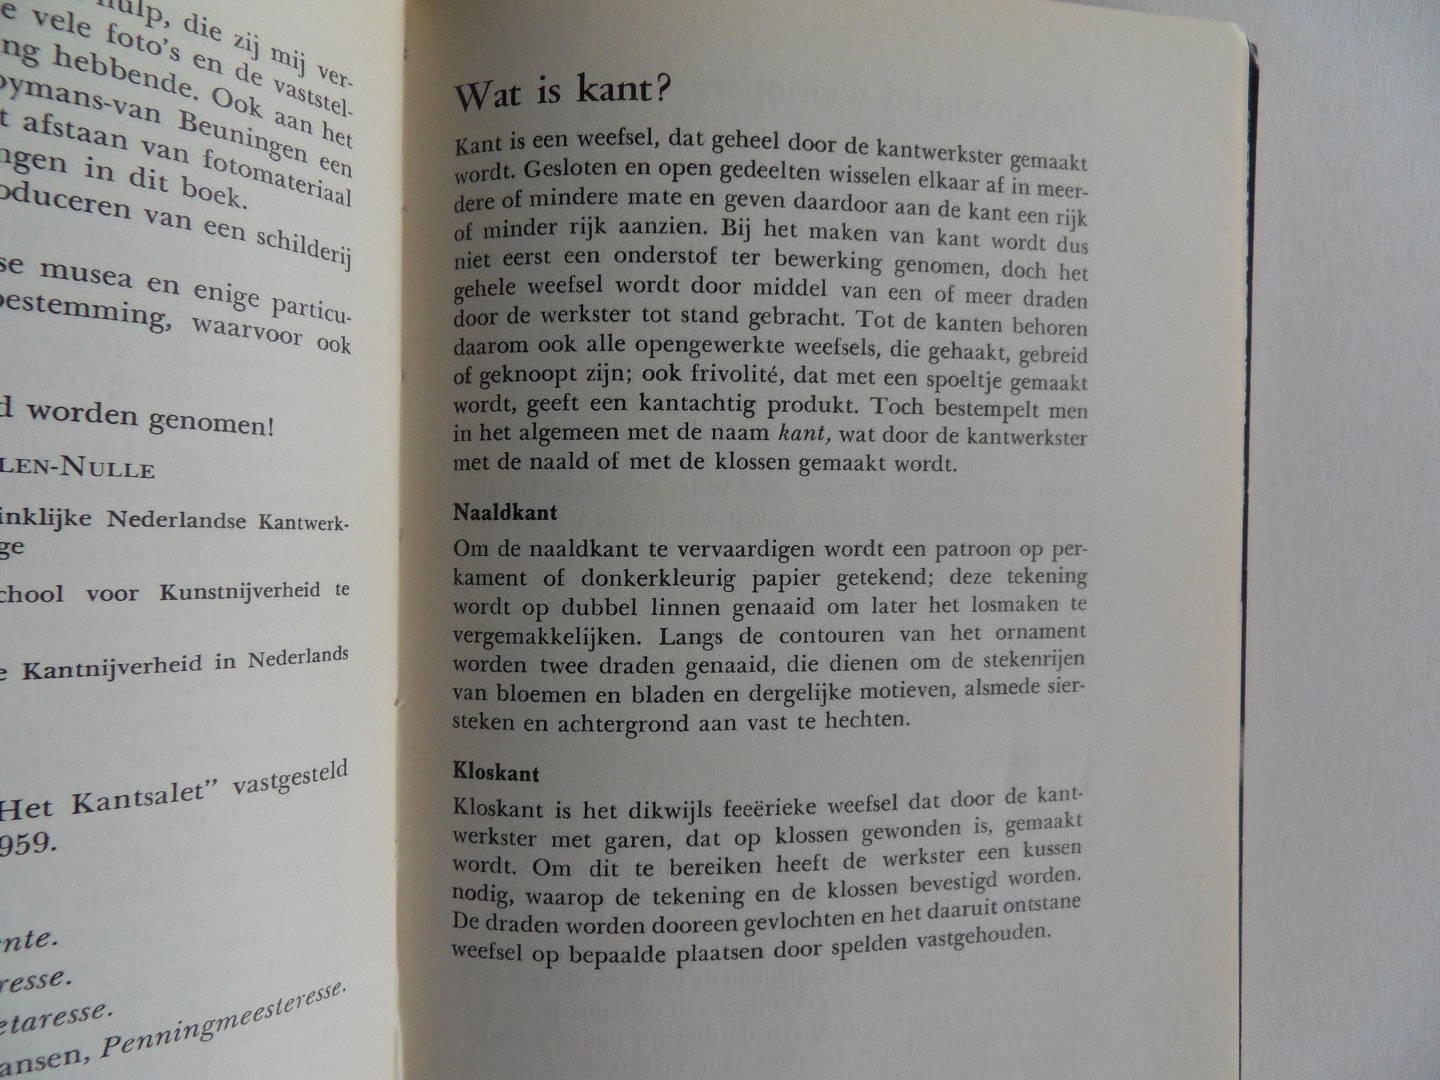 hulp, die zij mij ver-
e vele foto's en de vaststel-
ng hebbende. Ook aan het
oymans-van Beuningen een
t afstaan van fotomateriaal
ngen in dit boek.
oduceren van een schilderij
se musea en enige particu-
bestemming, waarvoor ook
d worden genomen!
LEN-NULLE
inklijke Nederlandse Kantwerk-
ge
chool voor Kunstnijverheid te
e Kantnijverheid in Nederlands
Het Kantsalet” vastgesteld
959.
nte.
resse.
etaresse.
ansen, Penningmeesteresse.
Wat is kant?
Kant is een weefsel, dat geheel door de kantwerkster gemaakt
wordt. Gesloten en open gedeelten wisselen elkaar af in meer-
dere of mindere mate en geven daardoor aan de kant een rijk
of minder rijk aanzien. Bij het maken van kant wordt dus
niet eerst een onderstof ter bewerking genomen, doch het
gehele weefsel wordt door middel van een of meer draden
door de werkster tot stand gebracht. Tot de kanten behoren
daarom ook alle opengewerkte weefsels, die gehaakt, gebreid
of geknoopt zijn; ook frivolité, dat met een spoeltje gemaakt
wordt, geeft een kantachtig produkt. Toch bestempelt men
in het algemeen met de naam kant, wat door de kantwerkster
met de naald of met de klossen gemaakt wordt.
Naaldkant
Om de naaldkant te vervaardigen wordt een patroon op per-
kament of donkerkleurig papier getekend; deze tekening
wordt op dubbel linnen genaaid om later het losmaken te
vergemakkelijken. Langs de contouren van het ornament
worden twee draden genaaid, die dienen om de stekenrijen
van bloemen en bladen en dergelijke motieven, alsmede sier-
steken en achtergrond aan vast te hechten.
Kloskant
Kloskant is het dikwijls feeërieke weefsel dat door de kant-
werkster met garen, dat op klossen gewonden is, gemaakt
wordt. Om dit te bereiken heeft de werkster een kussen
nodig, waarop de tekening en de klossen bevestigd worden.
De draden worden dooreen gevlochten en het daaruit ontstane
weefsel op bepaalde plaatsen door spelden vastgehouden.